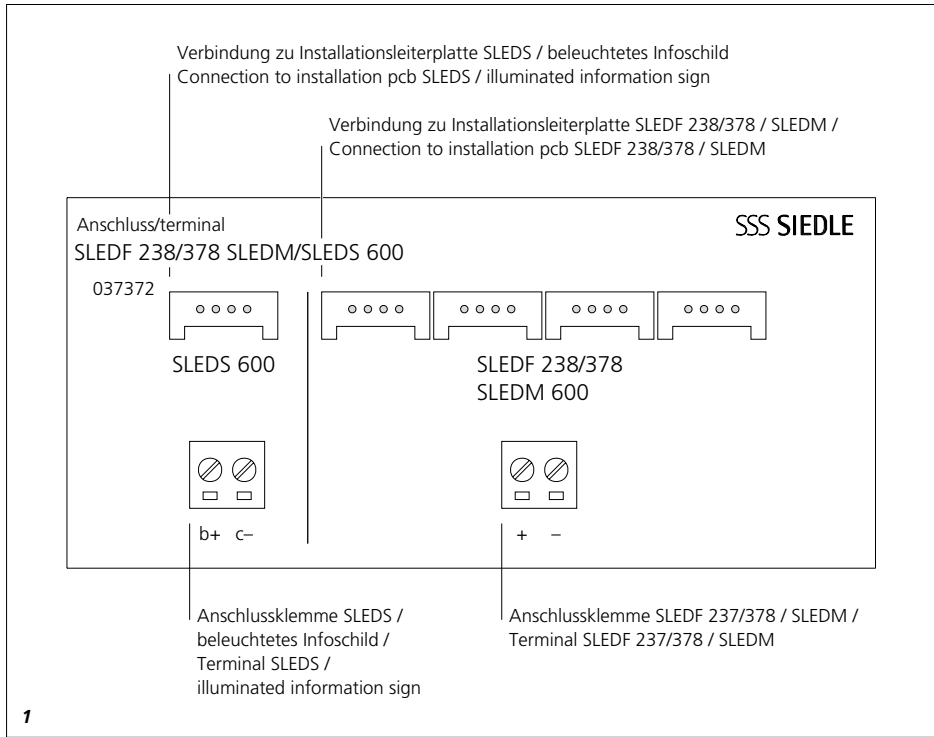 Verbindung zu Installationsleiterplatte SLEDS / beleuchtetes Infoschild
Connection to installation pcb SLEDS / illuminated information sign
Verbindung zu Installationsleiterplatte SLEDF 238/378 / SLEDM /
Connection to installation pcb SLEDF 238/378 / SLEDM
Anschluss/terminal
SSS SIEDLE
SLEDF 238/378 SLEDM/SLEDS 600
037372
SLEDS 600
SLEDF 238/378
SLEDM 600
b+ c–
+ –
Anschlussklemme SLEDS /
beleuchtetes Infoschild /
Terminal SLEDS /
illuminated information sign
Anschlussklemme SLEDF 237/378 / SLEDM /
Terminal SLEDF 237/378 / SLEDM
1